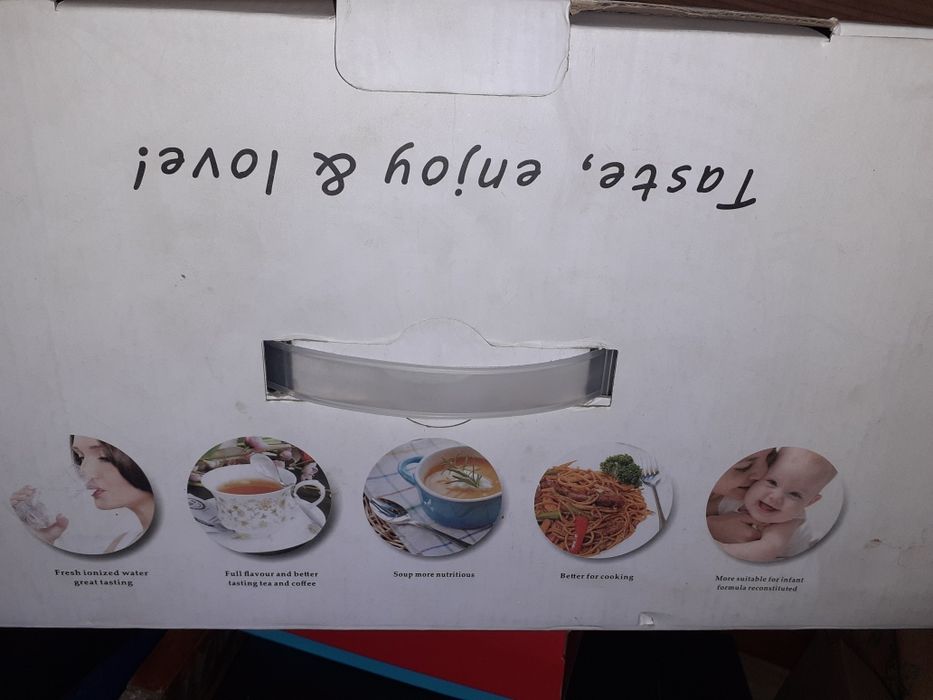 Taste, enjoy & love!
Fresh ionized water
great tasting
Full flavour and better
tasting tea and coffee
Soup more nutritious
Better for cooking
More suitable for infant
formula reconstituted